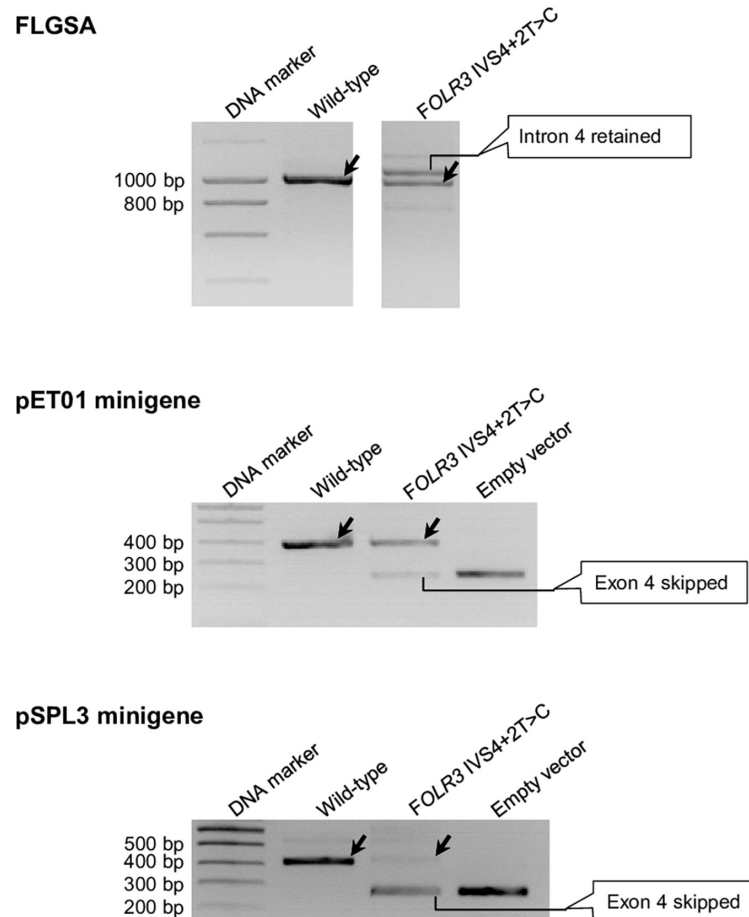 FLGSA
DNA marker
Wild-type
FOLR3 IVS4+2T>C
Intron 4 retained
1000 bp
800 bp
pET01 minigene
DNA marker
Wild-type
FOLR3 IVS4+2T>C
Empty vector
400 bp
300 bp
200 bp
Exon 4 skipped
pSPL3 minigene
DNA marker
Wild-type
FOLR3 IVS4+2T>C
Empty vector
500 bp
400 bp
300 bp
200 bp
Exon 4 skipped